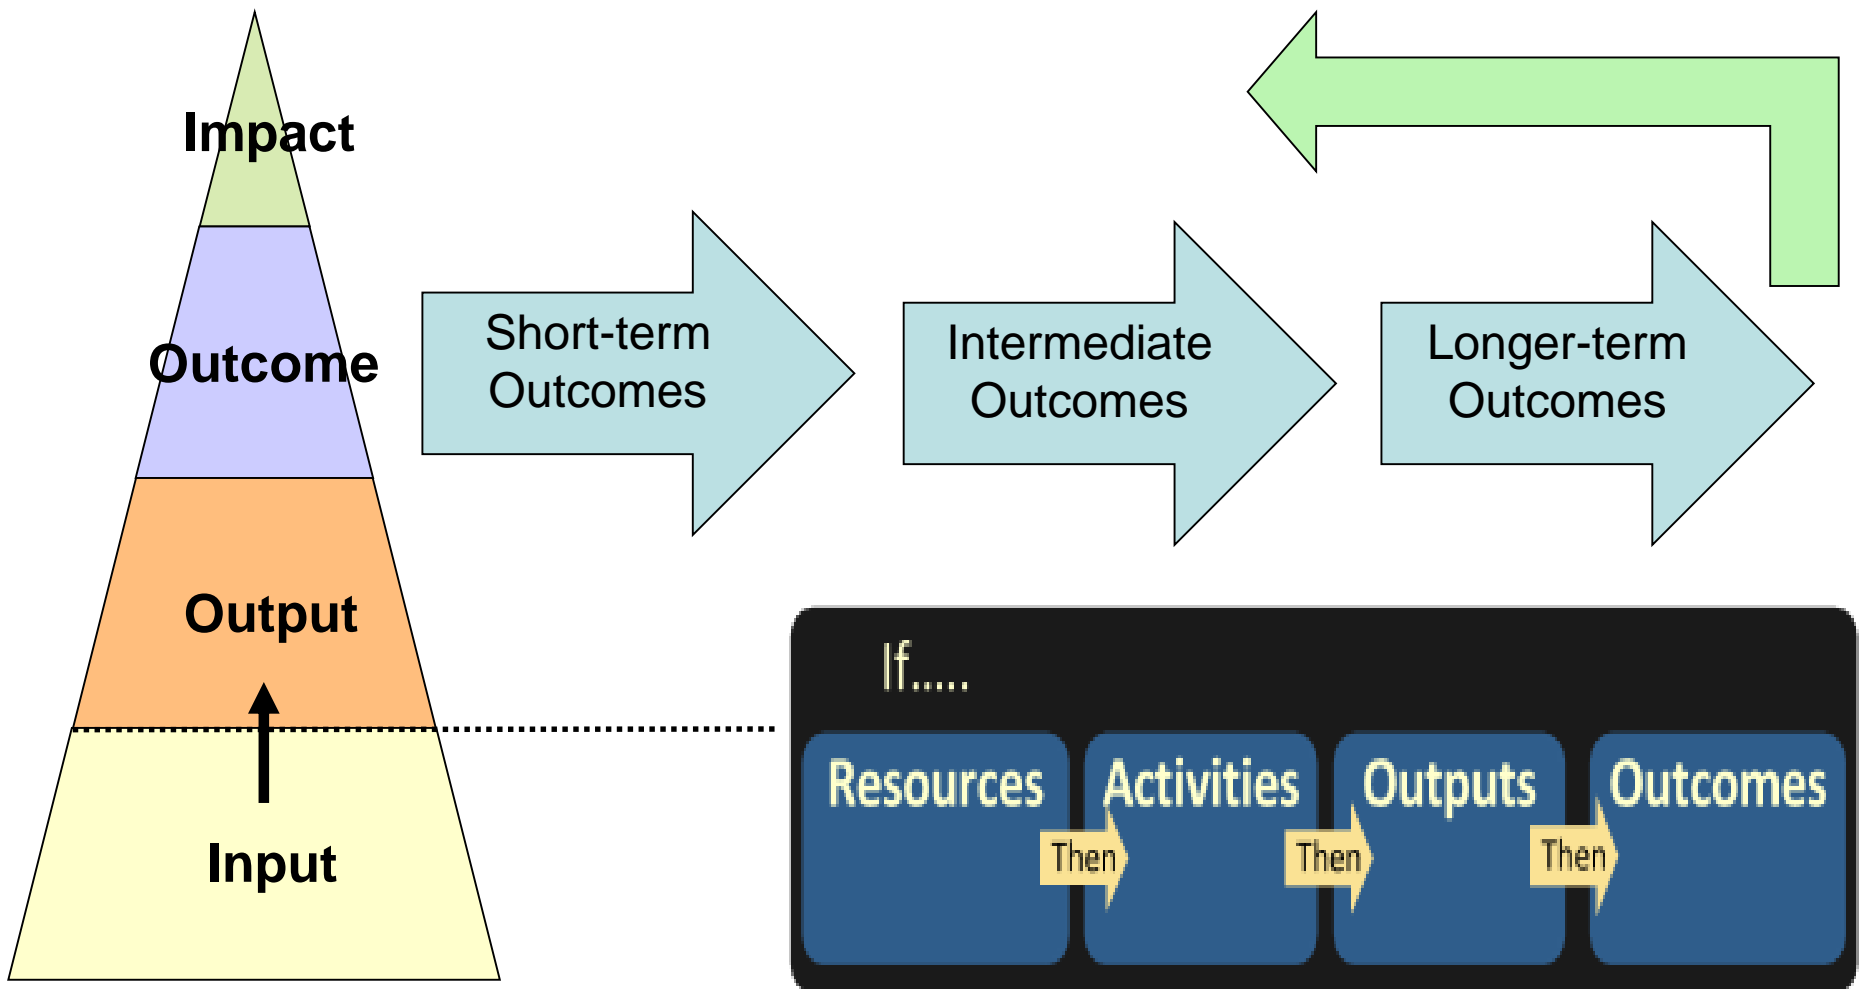 Impact
Outcome
Output
Input
Short-term
Outcomes
Intermediate
Outcomes
Longer-term
Outcomes
If.....
Resources
Then
Activities
Then
Outputs
Then
Outcomes